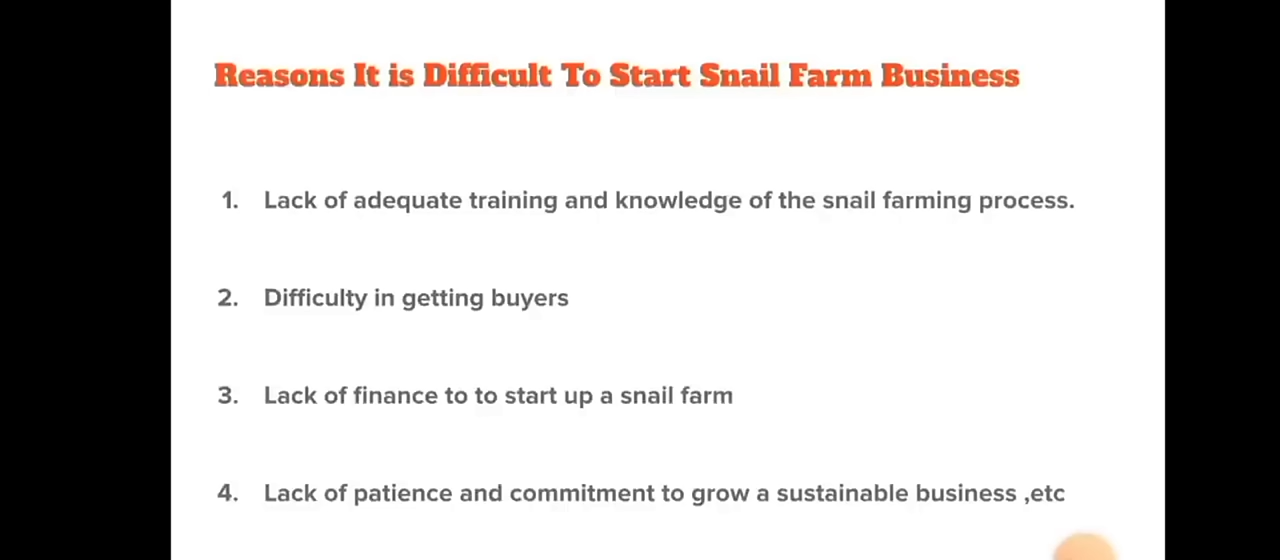 Reasons It is Difficult To Start Snail Farm Business
1. Lack of adequate training and knowledge of the snail farming process.
2. Difficulty in getting buyers
3. Lack of finance to to start up a snail farm
4. Lack of patience and commitment to grow a sustainable business ,etc